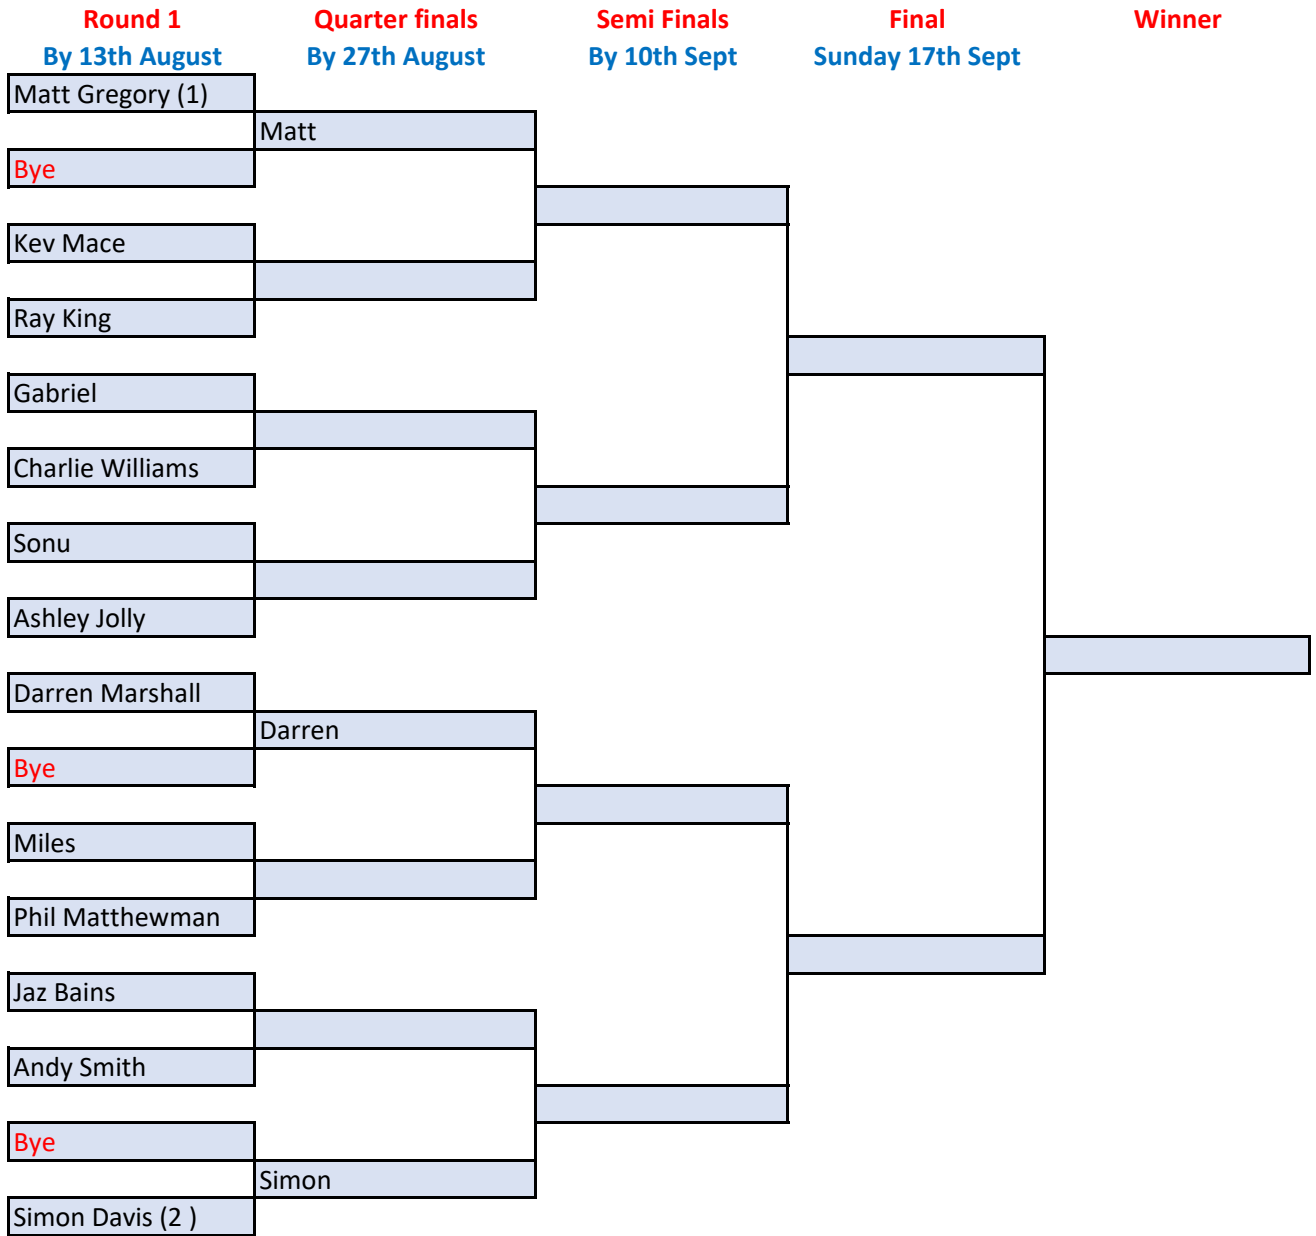 Round 1
Quarter finals
Semi Finals
Final
Winner
By 13th August
By 27th August
By 10th Sept
Sunday 17th Sept
Matt Gregory (1)
Matt
Bye
Kev Mace
Ray King
Gabriel
Charlie Williams
Sonu
Ashley Jolly
Darren Marshall
Darren
Bye
Miles
Phil Matthewman
Jaz Bains
Andy Smith
Bye
Simon
Simon Davis (2 )